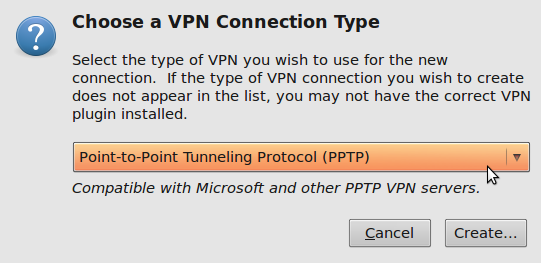 Choose a VPN Connection Type
Select the type of VPN you wish to use for the new
connection.  If the type of VPN connection you wish to create
does not appear in the list, you may not have the correct VPN
plugin installed.
Point-to-Point Tunneling Protocol (PPTP)
Compatible with Microsoft and other PPTP VPN servers.
Cancel Create...